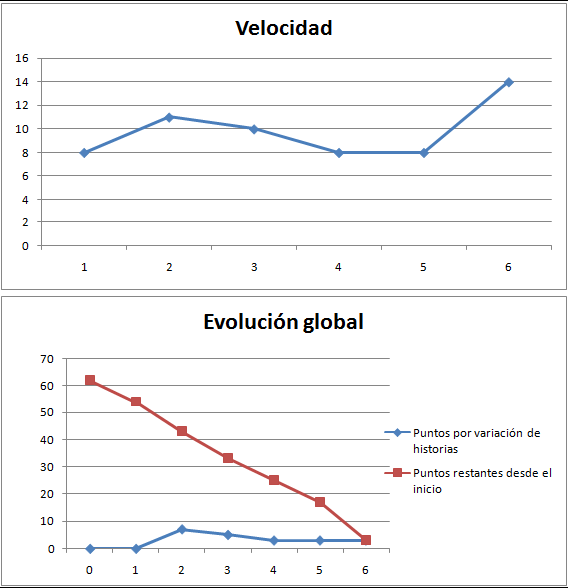 Velocidad
16
14
12
10
8
6
4
2
0
1 2 3 4 5 6
Evolución global
70
60
50
40
30
20
10
0
0 1 2 3 4 5 6
Puntos por variación de
historias
Puntos restantes desde el
inicio